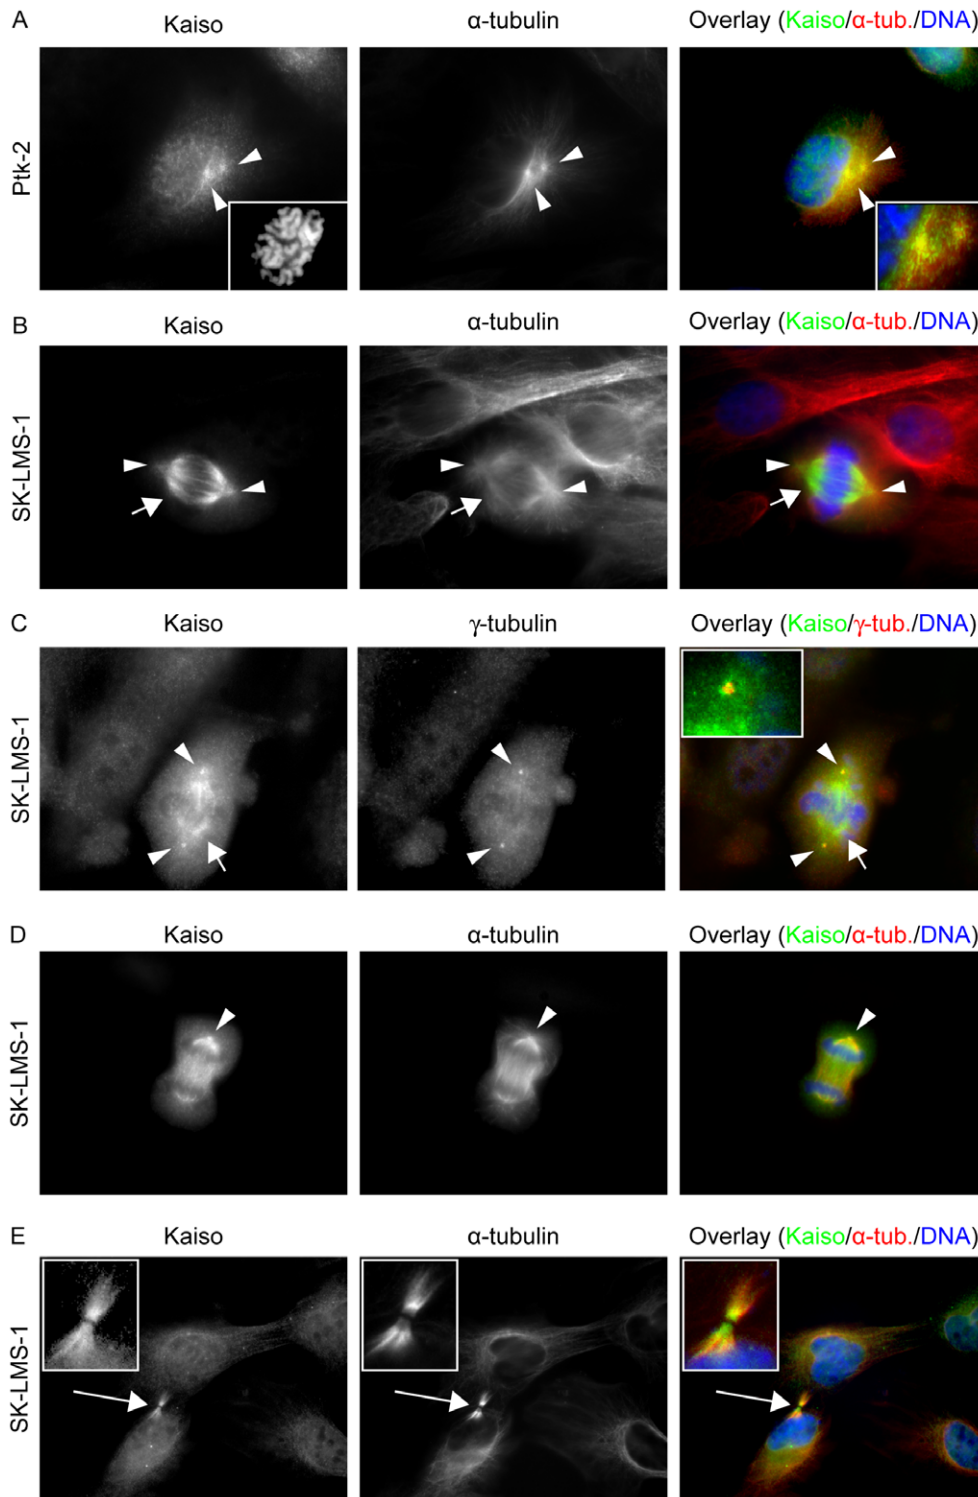 A
Kaiso
α-tubulin
Overlay (Kaiso/α-tub./DNA)
Ptk-2
B
Kaiso
α-tubulin
Overlay (Kaiso/α-tub./DNA)
SK-LMS-1
C
Kaiso
γ-tubulin
Overlay (Kaiso/γ-tub./DNA)
SK-LMS-1
D
Kaiso
α-tubulin
Overlay (Kaiso/α-tub./DNA)
SK-LMS-1
E
Kaiso
α-tubulin
Overlay (Kaiso/α-tub./DNA)
SK-LMS-1